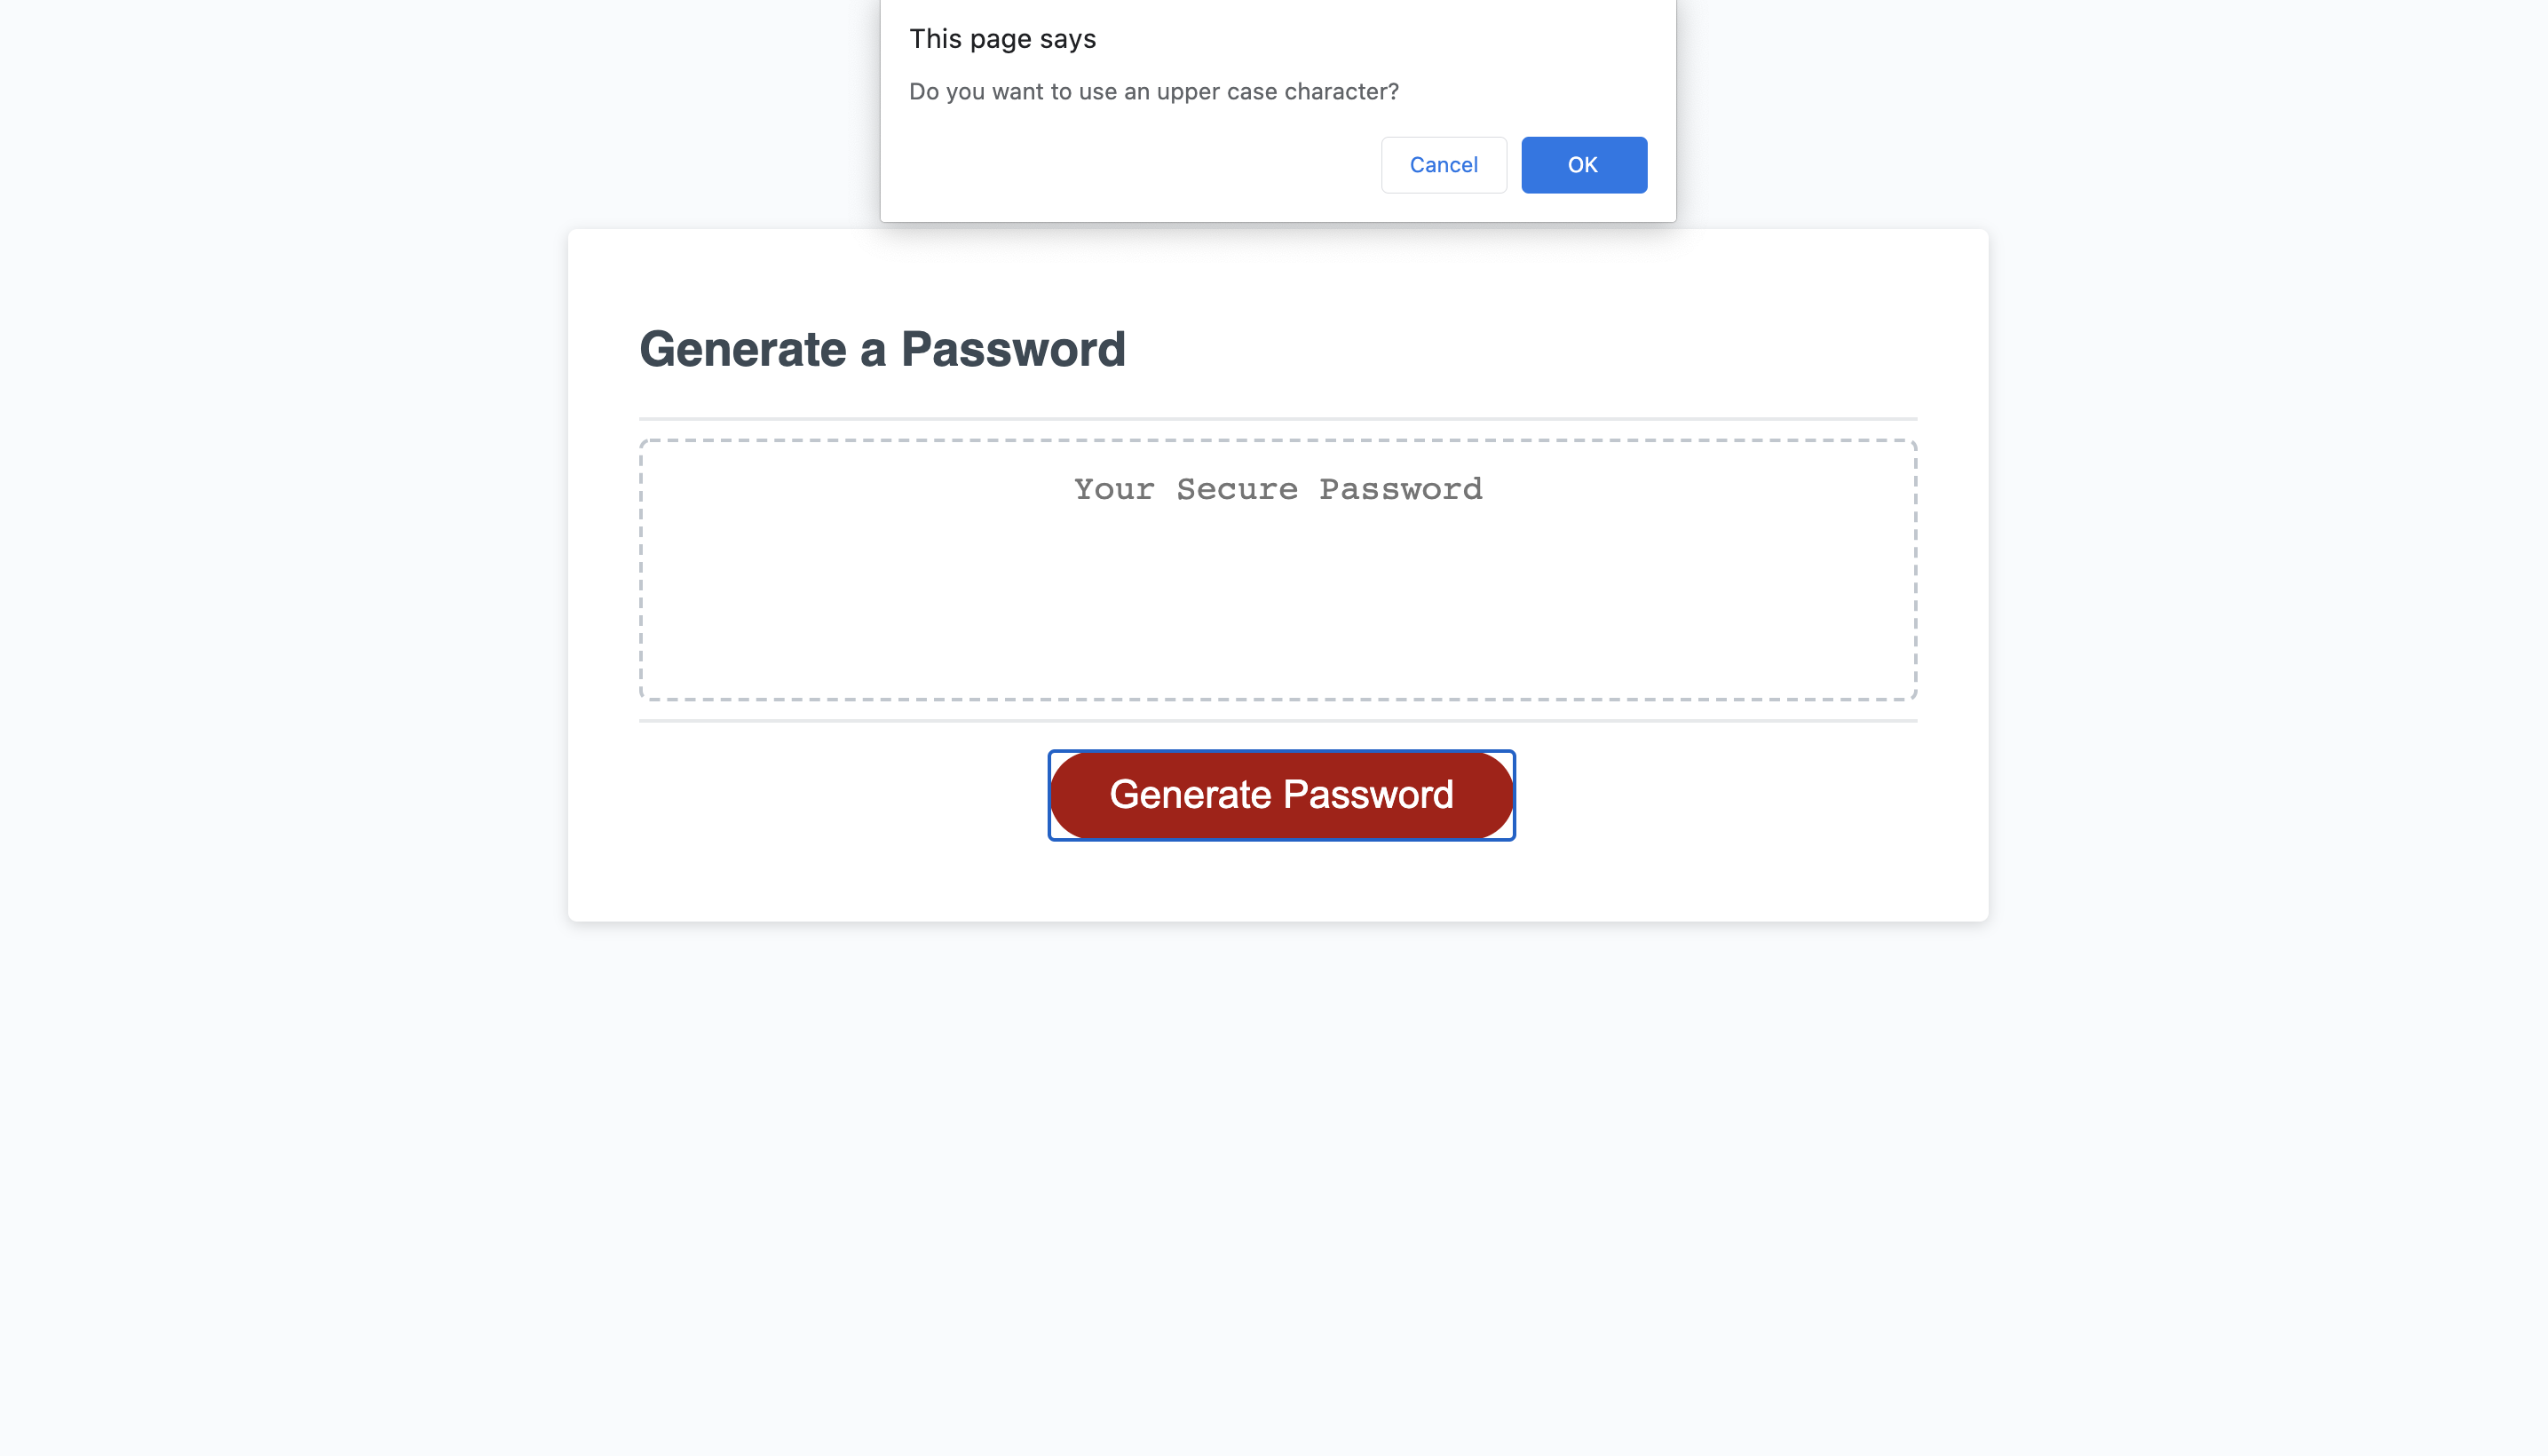 This page says
Do you want to use an upper case character?
Cancel OK
Generate a Password
Your Secure Password
Generate Password